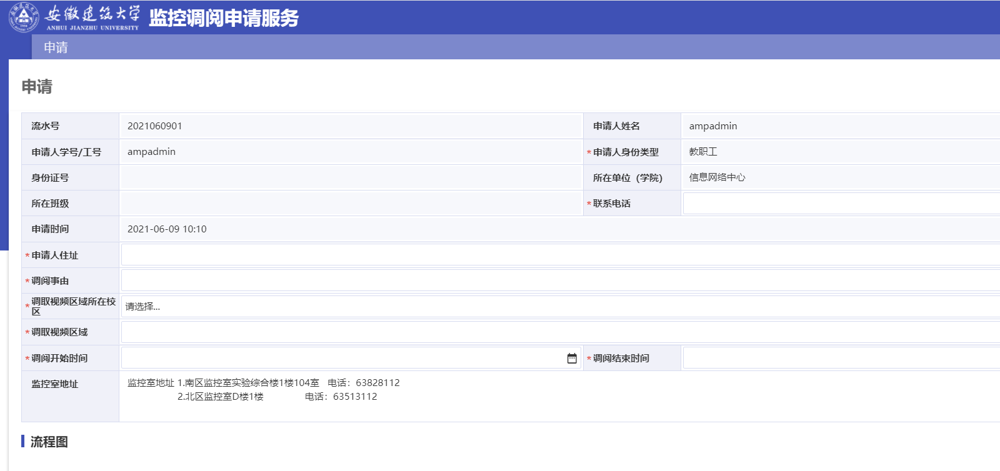 安徽建筑大学
ANHUI JIANZHU UNIVERSITY
监控调阅申请服务
申请
申请
流水号 2021060901 申请人姓名 ampadmin
申请人学号/工号 ampadmin *申请人身份类型 教职工
身份证号 所在单位（学院） 信息网络中心
所在班级 *联系电话
申请时间 2021-06-09 10:10
*申请人住址
*调阅事由
*调取视频区域所在校
区 请选择...
*调取视频区域
*调阅开始时间 *调阅结束时间
监控室地址 监控室地址 1.南区监控室实验综合楼1楼104室 电话：63828112
2.北区监控室D楼1楼 电话：63513112
流程图